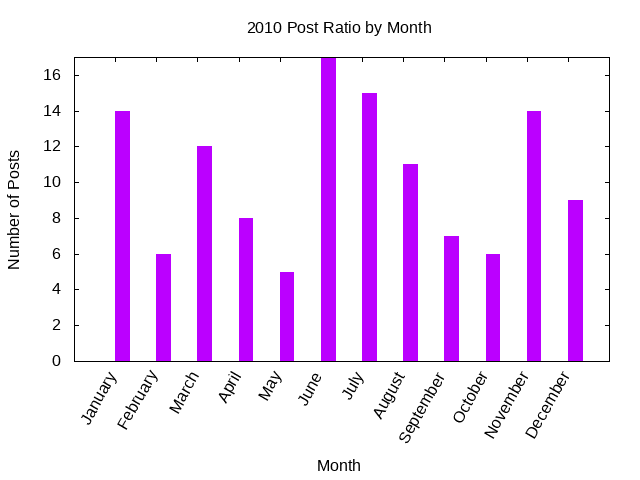 2010 Post Ratio by Month
16
14
12
10
8
6
4
2
0
Number of Posts
January
February
March
April
May
June
July
August
September
October
November
December
Month